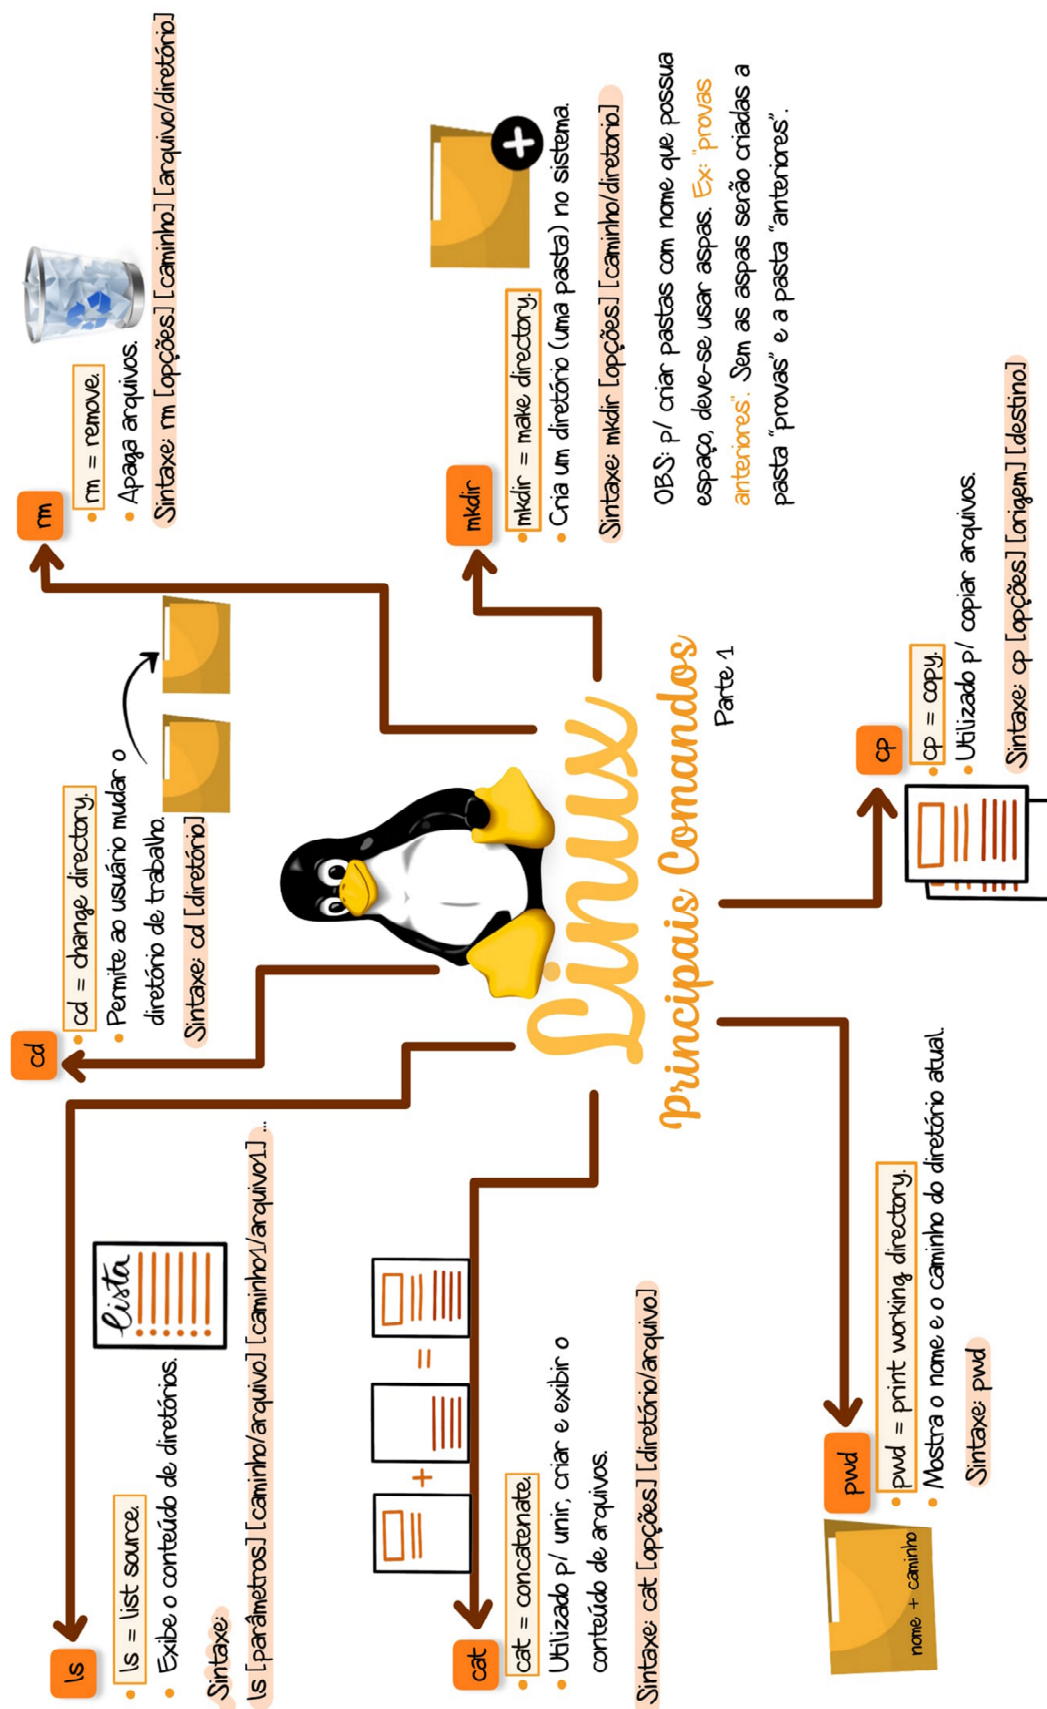 Linux
Principais Comandos
Parte 1
ls
ls = list source.
Exibe o conteúdo de diretórios.
Sintaxe:
ls [parâmetros] [caminho/arquivo] [caminho1/arquivo1] ...
lista
cd
cd = change directory.
Permite ao usuário mudar o
diretório de trabalho.
Sintaxe: cd [diretório]
rm
rm = remove.
Apaga arquivos.
Sintaxe: rm [opções] [caminho] [arquivo/diretório]
cat
cat = concatenate.
Utilizado p/ unir, criar e exibir o
conteúdo de arquivos.
Sintaxe: cat [opções] [diretório/arquivo]
+
=
mkdir
mkdir = make directory.
Cria um diretório (uma pasta) no sistema.
Sintaxe: mkdir [opções] [caminho/diretorio]
OBS: p/ criar pastas com nome que possua
espaço, deve-se usar aspas. Ex: "provas
anteriores". Sem as aspas serão criadas a
pasta "provas" e a pasta "anteriores".
pwd
pwd = print working directory.
Mostra o nome e o caminho do diretório atual.
Sintaxe: pwd
nome + caminho
cp
cp = copy.
Utilizado p/ copiar arquivos.
Sintaxe: cp [opções] [origem] [destino]